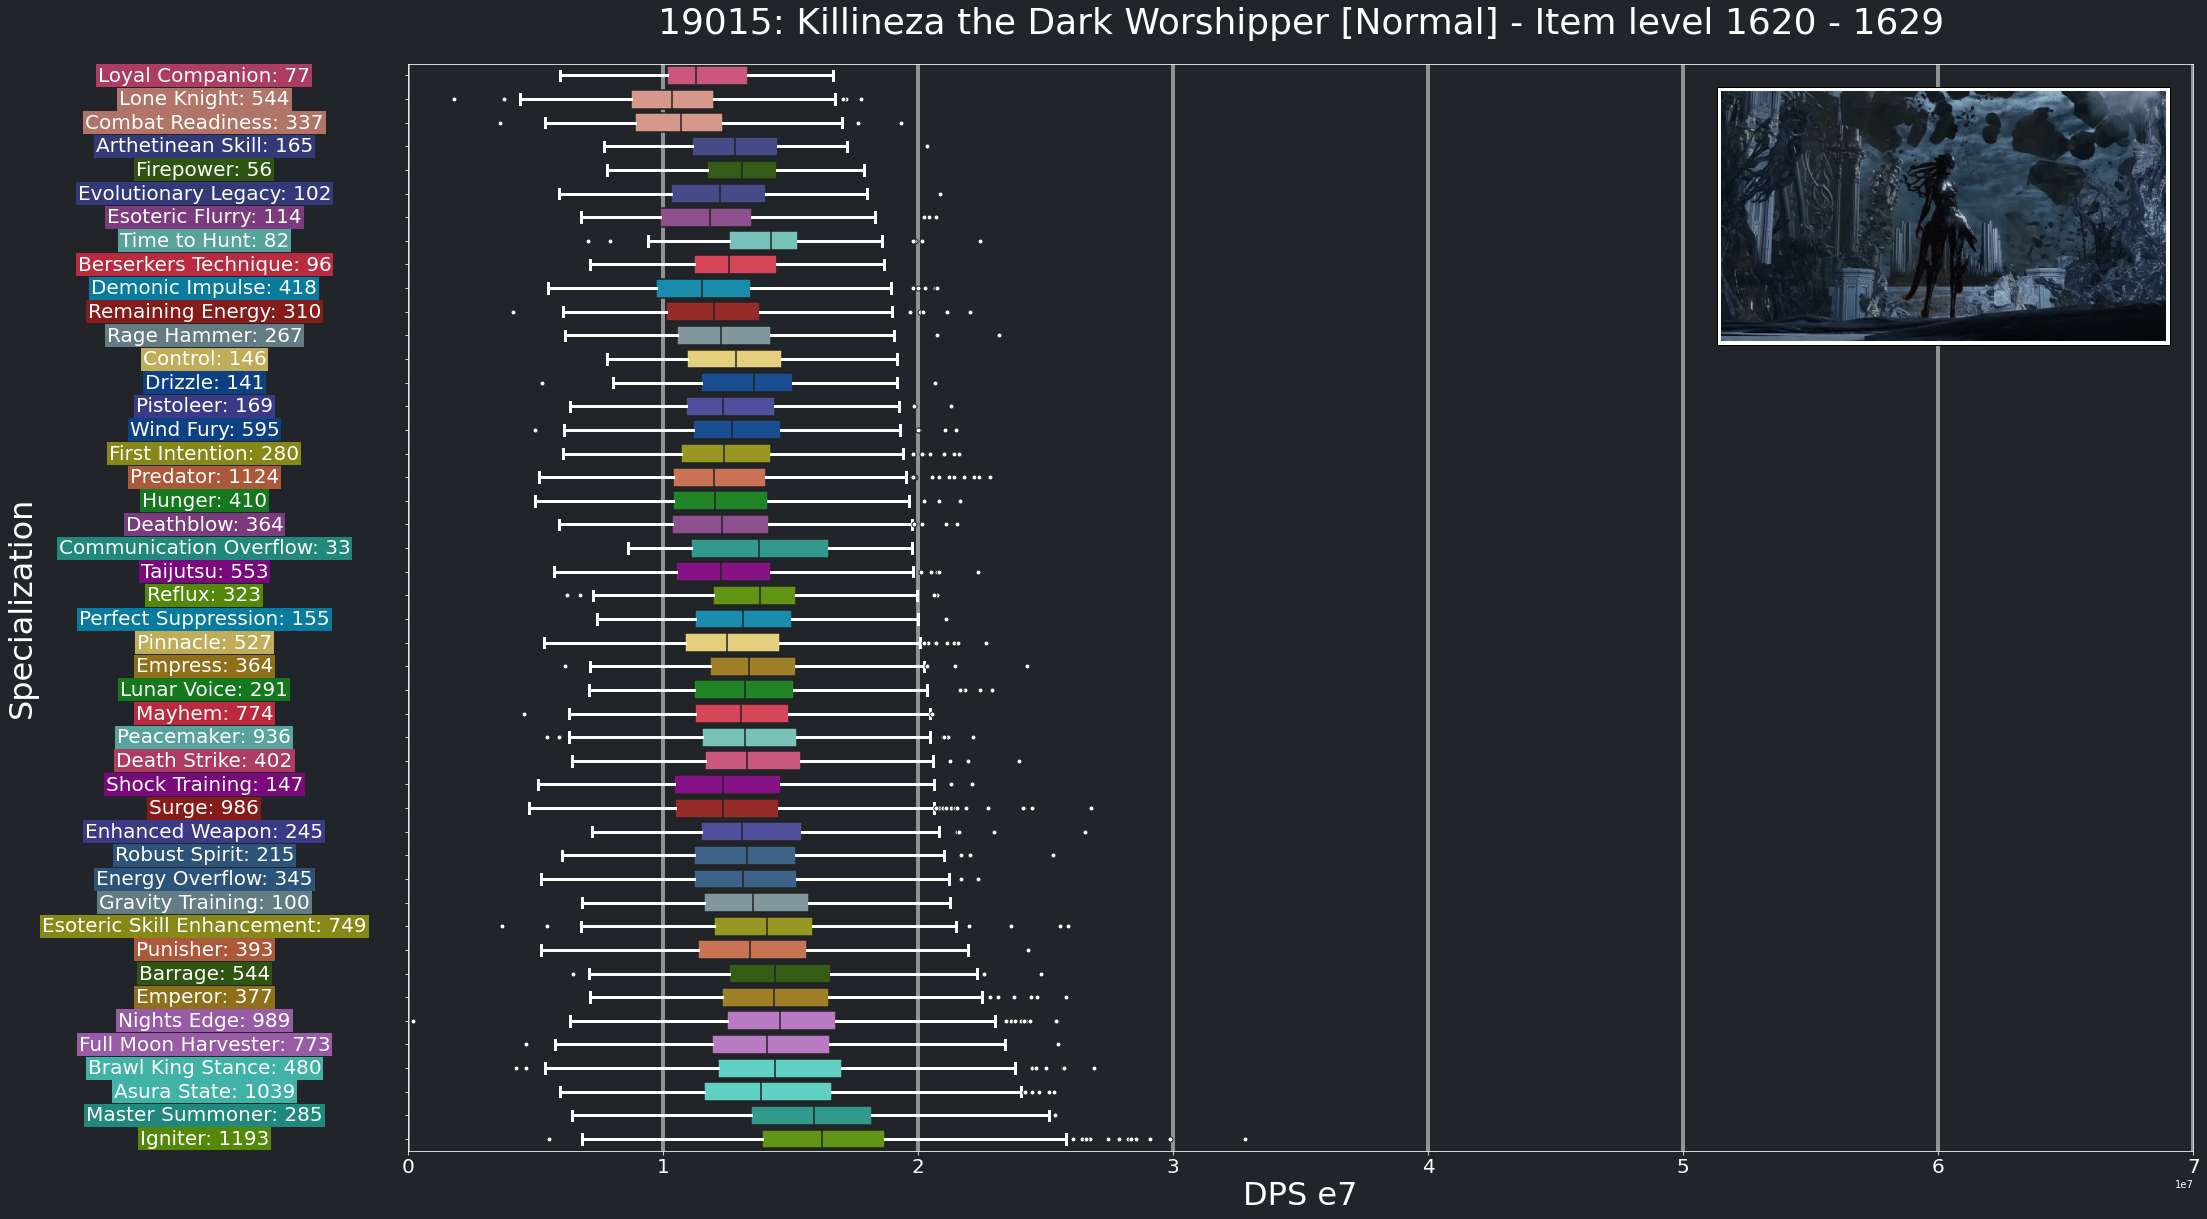 19015: Killineza the Dark Worshipper [Normal] - Item level 1620 - 1629
Specialization
Loyal Companion: 77
Lone Knight: 544
Combat Readiness: 337
Arthetinean Skill: 165
Firepower: 56
Evolutionary Legacy: 102
Esoteric Flurry: 114
Time to Hunt: 82
Berserkers Technique: 96
Demonic Impulse: 418
Remaining Energy: 310
Rage Hammer: 267
Control: 146
Drizzle: 141
Pistoleer: 169
Wind Fury: 595
First Intention: 280
Predator: 1124
Hunger: 410
Deathblow: 364
Communication Overflow: 33
Taijutsu: 553
Reflux: 323
Perfect Suppression: 155
Pinnacle: 527
Empress: 364
Lunar Voice: 291
Mayhem: 774
Peacemaker: 936
Death Strike: 402
Shock Training: 147
Surge: 986
Enhanced Weapon: 245
Robust Spirit: 215
Energy Overflow: 345
Gravity Training: 100
Esoteric Skill Enhancement: 749
Punisher: 393
Barrage: 544
Emperor: 377
Nights Edge: 989
Full Moon Harvester: 773
Brawl King Stance: 480
Asura State: 1039
Master Summoner: 285
Igniter: 1193
0 1 2 3 4 5 6 7
1e7
DPS e7